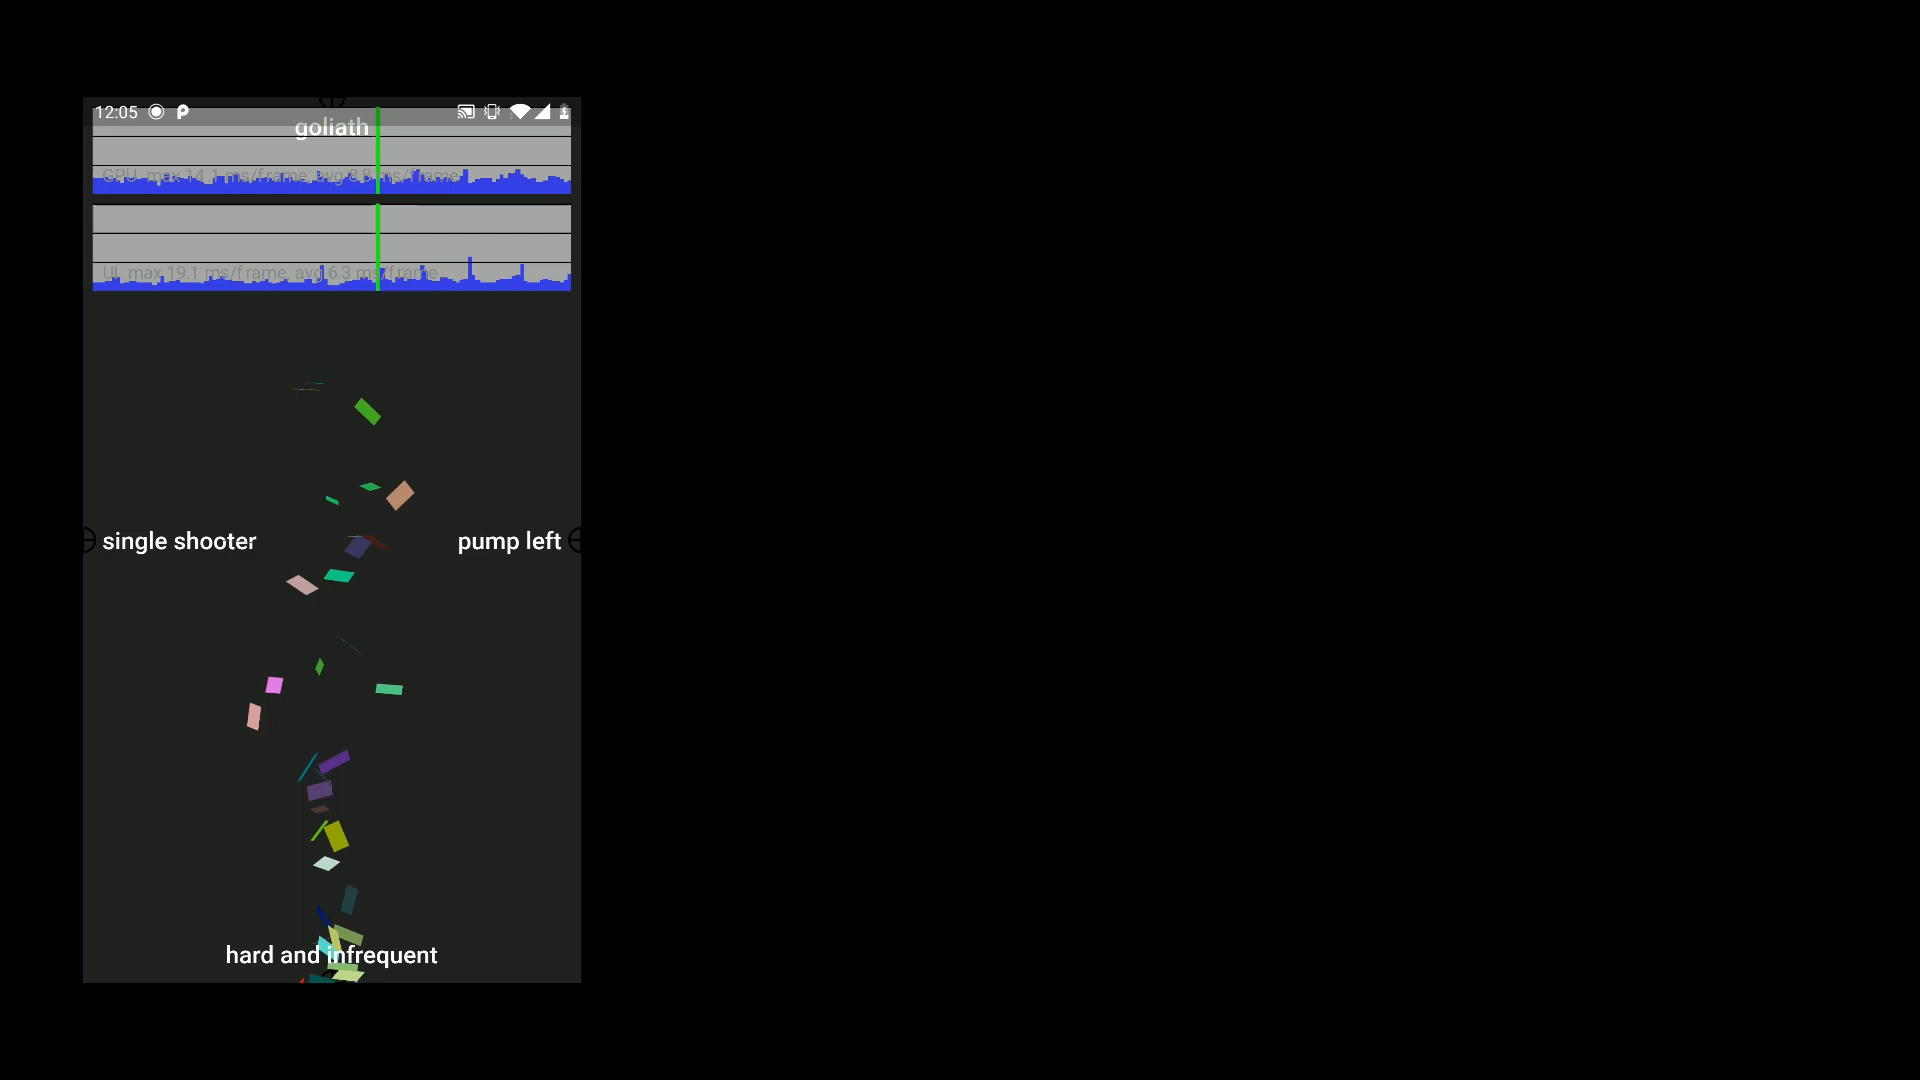 12:05
goliath
GPU max 14.1 ms/frame, avg 3.8 ms/frame
UI max 19.1 ms/frame, avg 6.3 ms/frame
single shooter
pump left
hard and infrequent